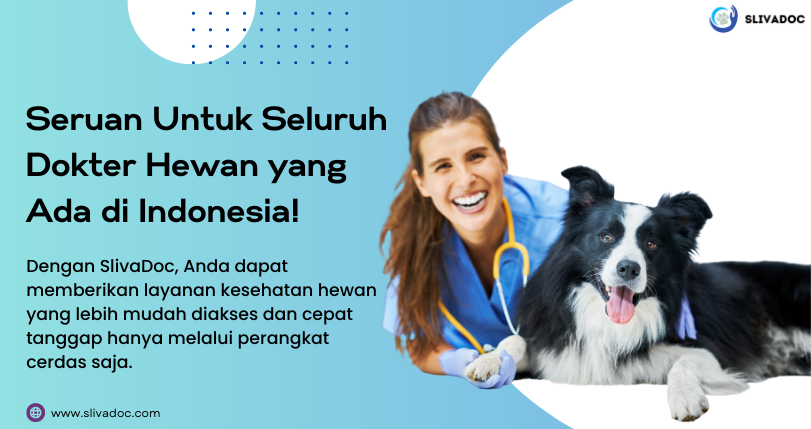 SLIVADOC
Seruan Untuk Seluruh
Dokter Hewan yang
Ada di Indonesia!
Dengan SlivaDoc, Anda dapat
memberikan layanan kesehatan hewan
yang lebih mudah diakses dan cepat
tanggap hanya melalui perangkat
cerdas saja.
www.slivadoc.com